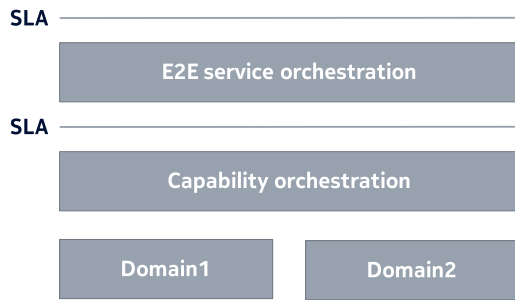 SLA
E2E service orchestration
SLA
Capability orchestration
Domain1
Domain2